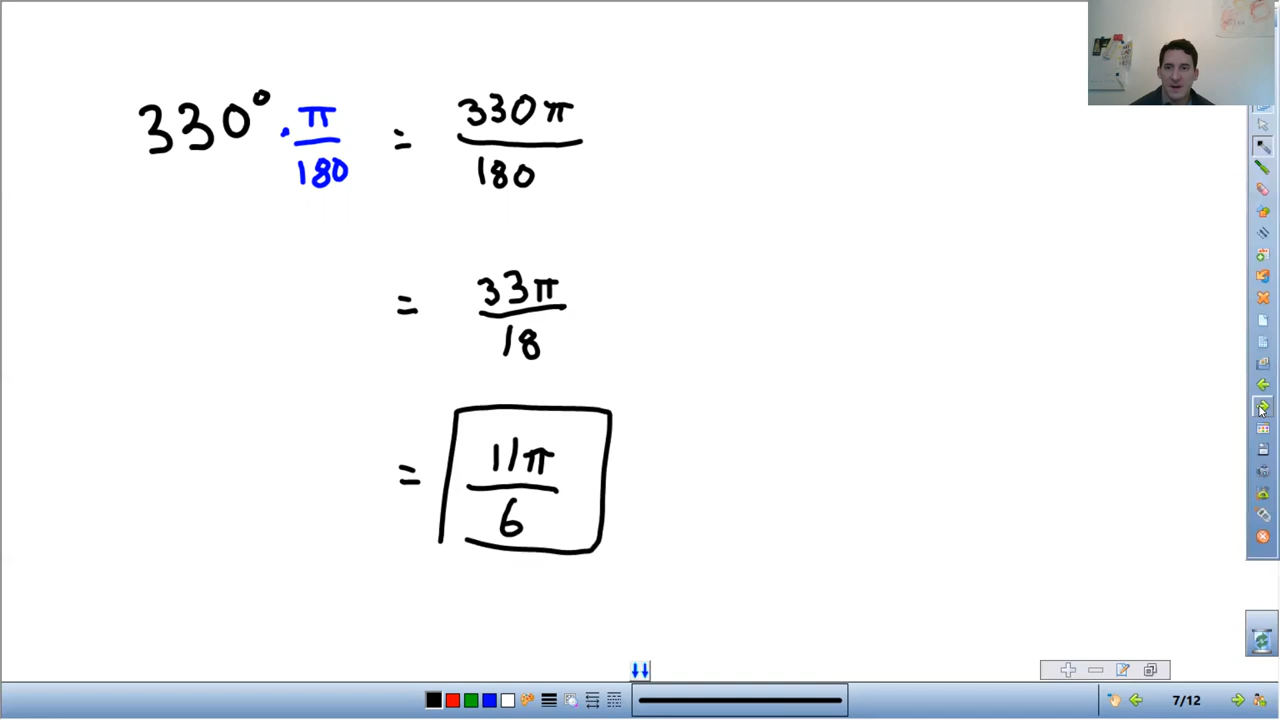 330° · π/180 = 330π/180
= 33π/18
= 11π/6
7/12